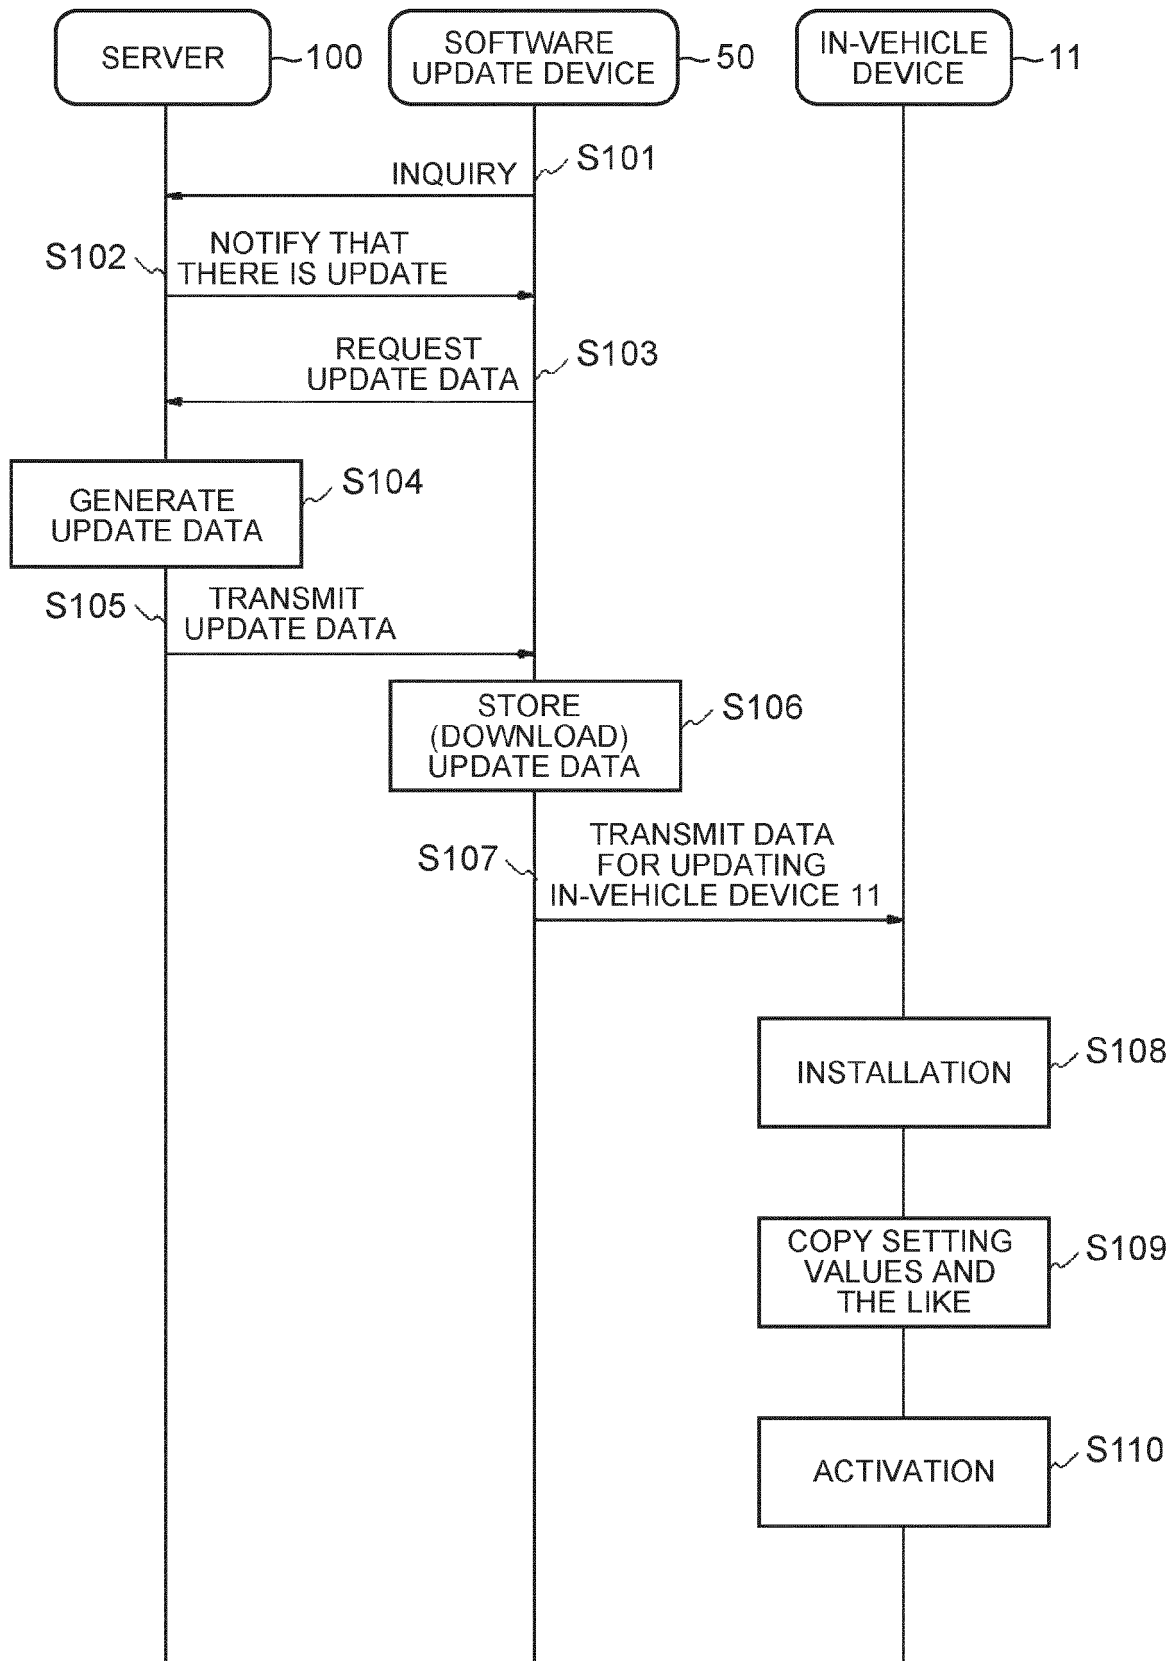 SERVER
100
SOFTWARE
UPDATE DEVICE
50
IN-VEHICLE
DEVICE
11
INQUIRY
S101
S102
NOTIFY THAT
THERE IS UPDATE
REQUEST
UPDATE DATA
S103
GENERATE
UPDATE DATA
S104
S105
TRANSMIT
UPDATE DATA
STORE
(DOWNLOAD)
UPDATE DATA
S106
S107
TRANSMIT DATA
FOR UPDATING
IN-VEHICLE DEVICE 11
INSTALLATION
S108
COPY SETTING
VALUES AND
THE LIKE
S109
ACTIVATION
S110